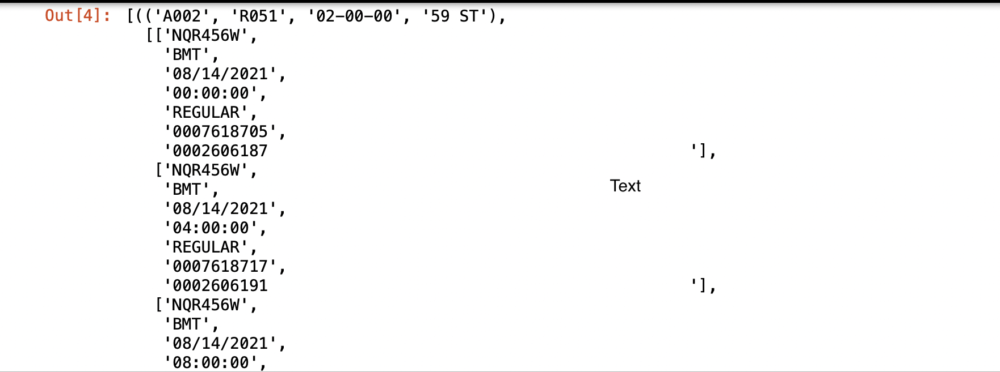 Out[4]: [(('A002', 'R051', '02-00-00', '59 ST'),
[['NQR456W',
'BMT',
'08/14/2021',
'00:00:00',
'REGULAR',
'0007618705',
'0002606187                                            '],
['NQR456W',
Text
'BMT',
'08/14/2021',
'04:00:00',
'REGULAR',
'0007618717',
'0002606191                                            '],
['NQR456W',
'BMT',
'08/14/2021',
'08:00:00',